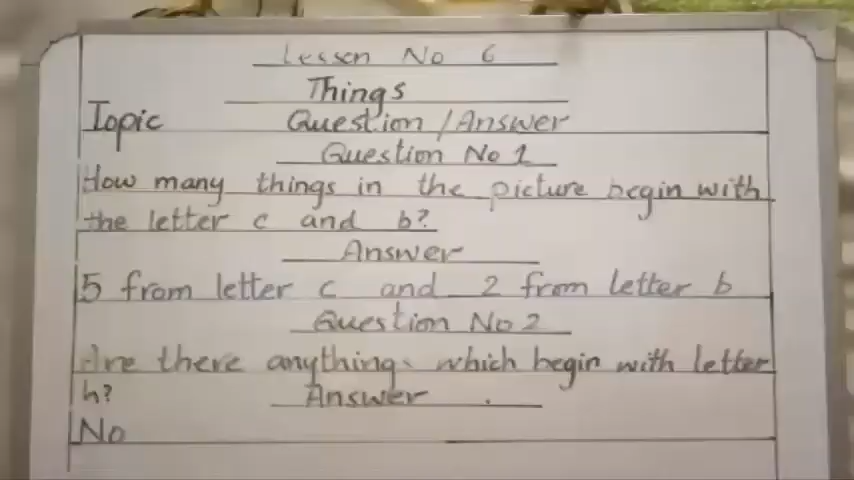 Lesson No 6
Things
Topic Question/Answer
Question No 1
How many things in the picture begin with
the letter c and b?
Answer
5 from letter c and 2 from letter b
Question No 2
Are there anythings which begin with letter
h? Answer
No